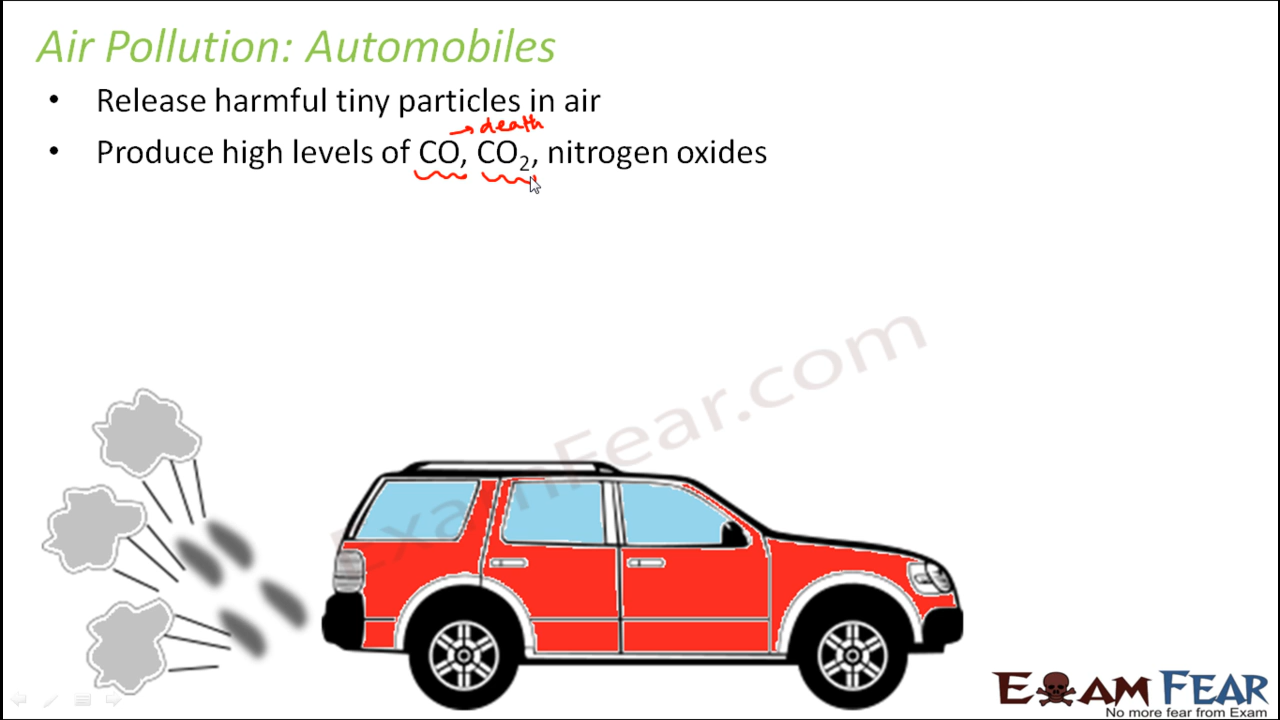 Air Pollution: Automobiles
• Release harmful tiny particles in air
→ death
• Produce high levels of CO, CO₂, nitrogen oxides
ExamFear.com
EXAM FEAR
No more fear from Exam